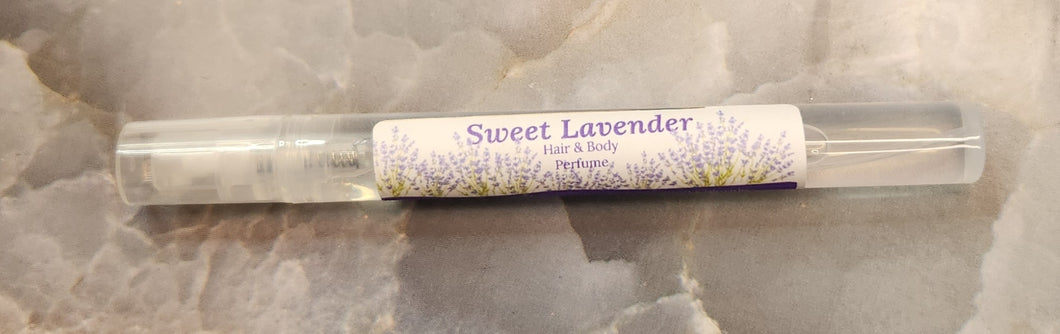 Sweet Lavender
Hair & Body
Perfume